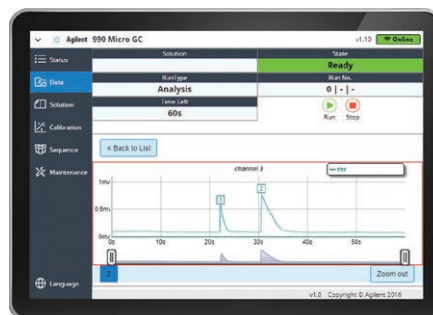 Agilent 990 Micro GC
v1.10 Online
Status
Data
Solution
Calibration
Sequence
Maintenance
Language
Solution State
Ready
RunType Run No.
Analysis 0 | - | -
Time Left
60s
Run Stop
« Back to List
channel 2
mv
1mv
0.5mv
0mv
1 2
0s 10s 20s 30s 40s 50s
2 Zoom out
v1.0 Copyright © Agilent 2016